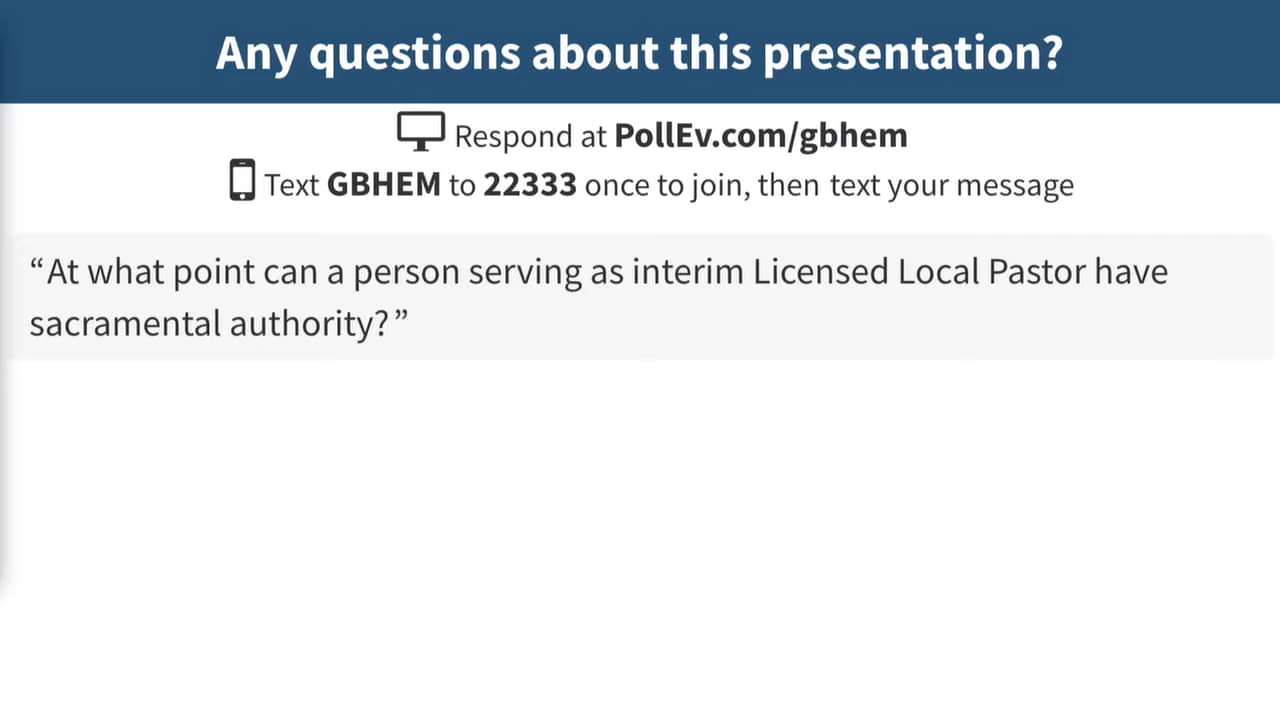 Any questions about this presentation?
Respond at PollEv.com/gbhem
Text GBHEM to 22333 once to join, then text your message
“At what point can a person serving as interim Licensed Local Pastor have
sacramental authority?”